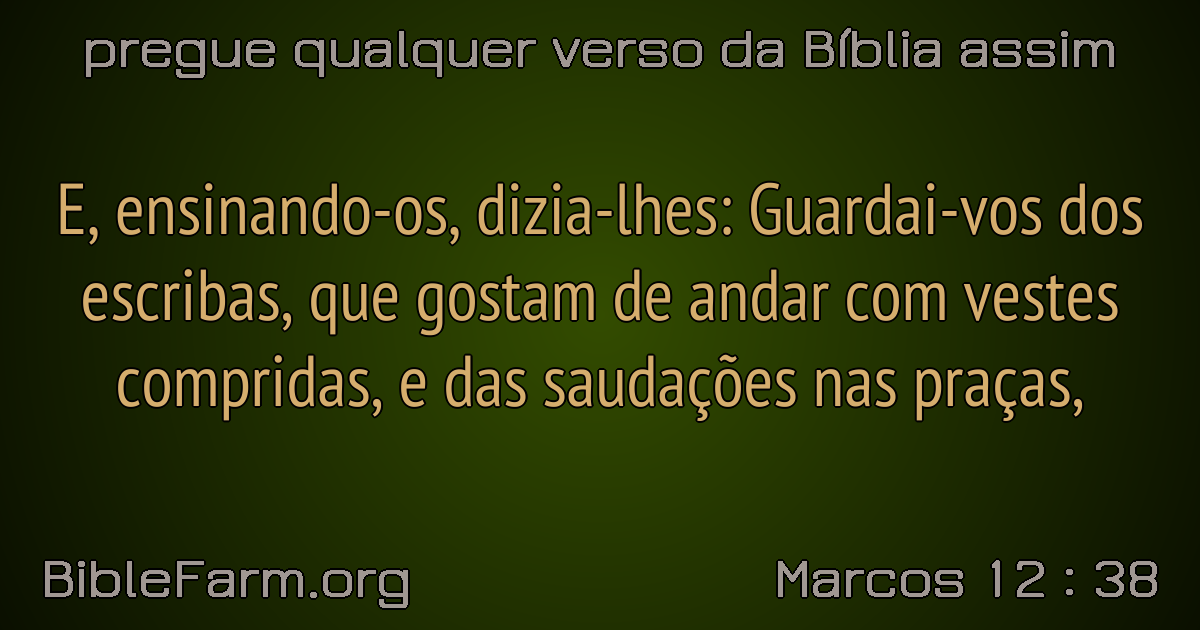 pregue qualquer verso da Bíblia assim
E, ensinando-os, dizia-lhes: Guardai-vos dos
escribas, que gostam de andar com vestes
compridas, e das saudações nas praças,
BibleFarm.org
Marcos 12 : 38